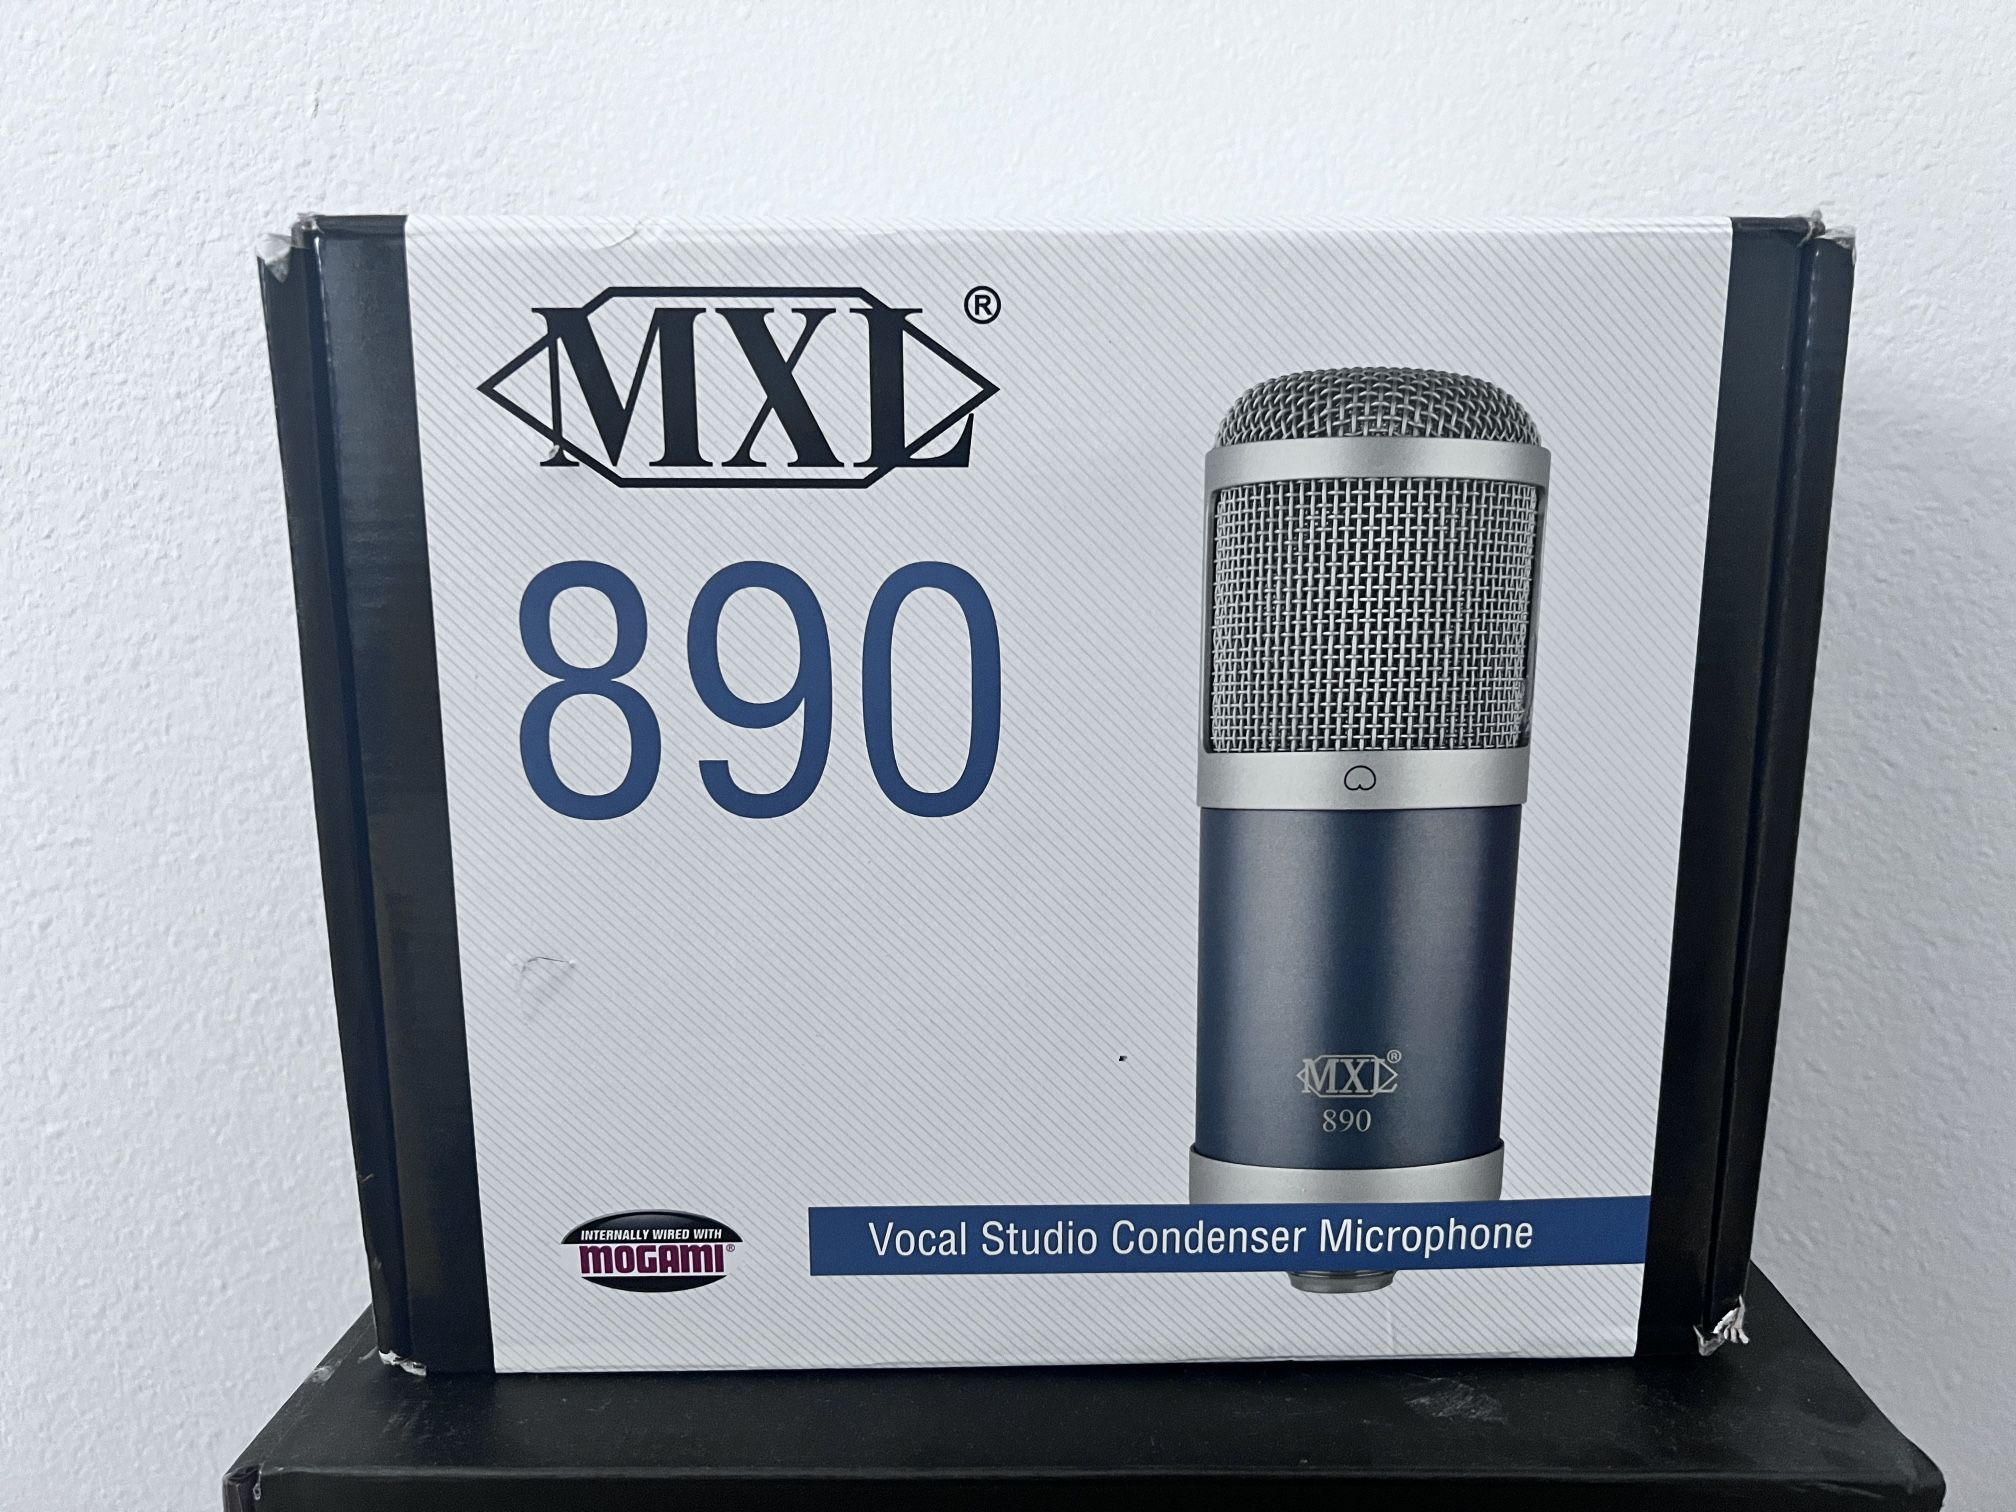 MXL®
890
MXL®
890
INTERNALLY WIRED WITH
MOGAMI®
Vocal Studio Condenser Microphone